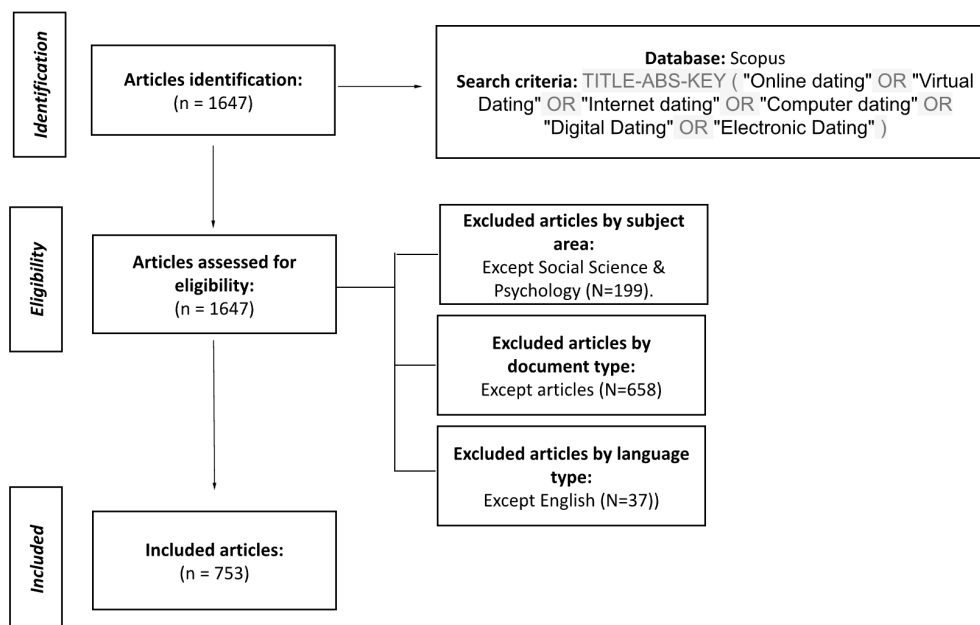 Identification
Articles identification:
(n = 1647)
Database: Scopus
Search criteria: TITLE-ABS-KEY ( "Online dating" OR "Virtual
Dating" OR "Internet dating" OR "Computer dating" OR
"Digital Dating" OR "Electronic Dating" )
Eligibility
Articles assessed for
eligibility:
(n = 1647)
Excluded articles by subject
area:
Except Social Science &
Psychology (N=199).
Excluded articles by
document type:
Except articles (N=658)
Excluded articles by language
type:
Except English (N=37))
Included
Included articles:
(n = 753)